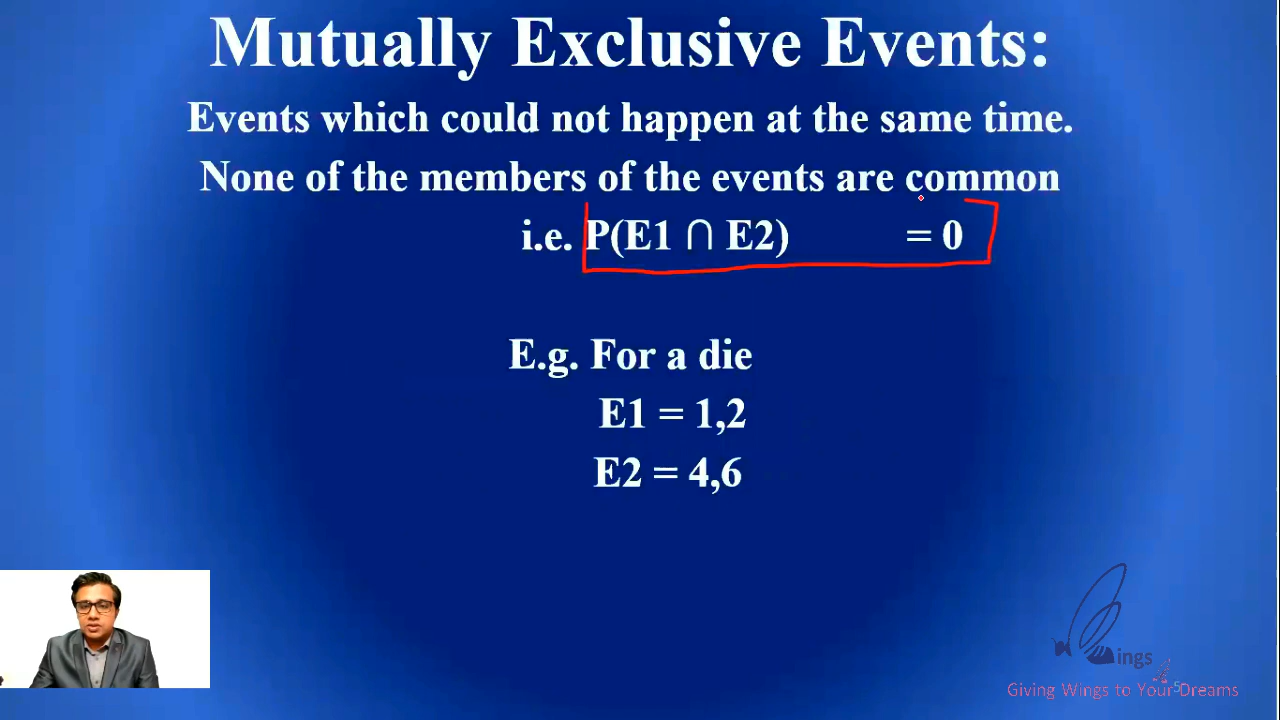 Mutually Exclusive Events:
Events which could not happen at the same time.
None of the members of the events are common
i.e. P(E1 ∩ E2) = 0
E.g. For a die
E1 = 1,2
E2 = 4,6
ings
Giving Wings to Your Dreams
5